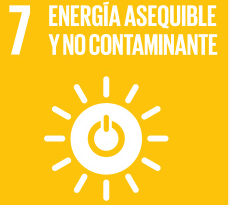 7 ENERGÍA ASEQUIBLE
Y NO CONTAMINANTE